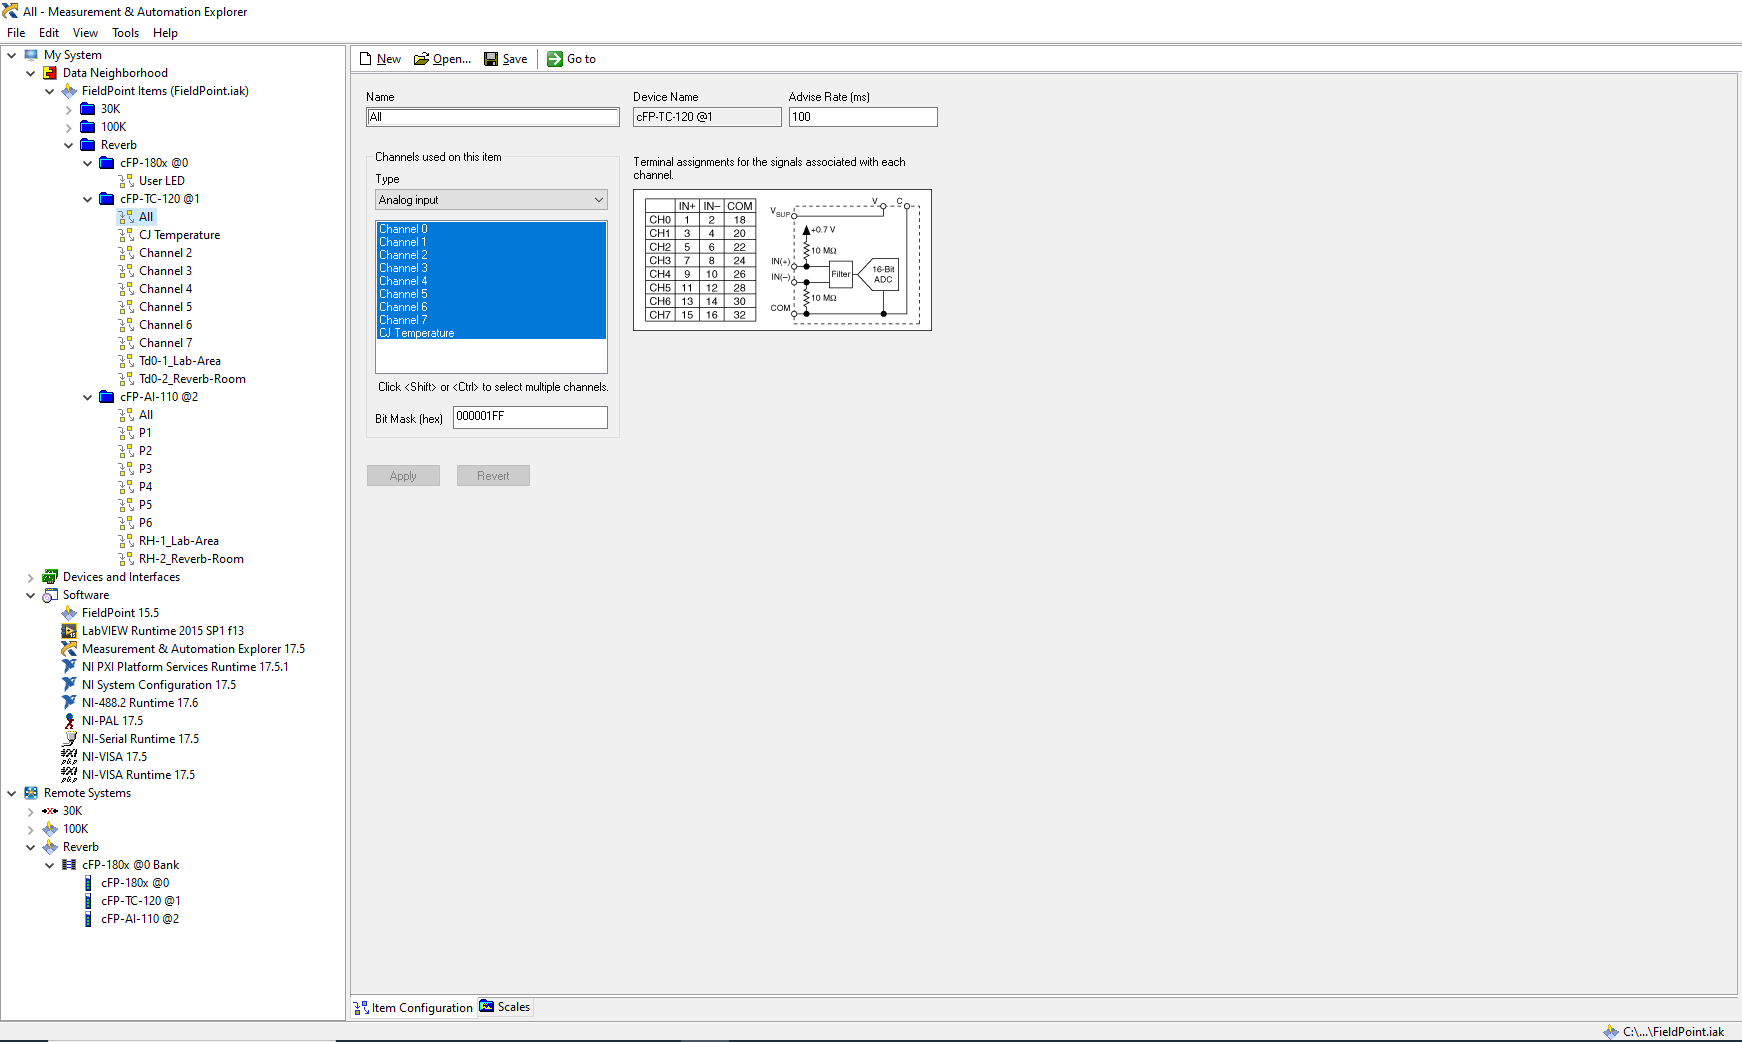 All - Measurement & Automation Explorer
File Edit View Tools Help
My System
Data Neighborhood
FieldPoint Items (FieldPoint.iak)
30K
100K
Reverb
cFP-180x @0
User LED
cFP-TC-120 @1
All
CJ Temperature
Channel 2
Channel 3
Channel 4
Channel 5
Channel 6
Channel 7
Td0-1_Lab-Area
Td0-2_Reverb-Room
cFP-AI-110 @2
All
P1
P2
P3
P4
P5
P6
RH-1_Lab-Area
RH-2_Reverb-Room
Devices and Interfaces
Software
FieldPoint 15.5
LabVIEW Runtime 2015 SP1 f13
Measurement & Automation Explorer 17.5
NI PXI Platform Services Runtime 17.5.1
NI System Configuration 17.5
NI-488.2 Runtime 17.6
NI-PAL 17.5
NI-Serial Runtime 17.5
NI-VISA 17.5
NI-VISA Runtime 17.5
Remote Systems
30K
100K
Reverb
cFP-180x @0 Bank
cFP-180x @0
cFP-TC-120 @1
cFP-AI-110 @2
New Open... Save Go to
Name Device Name Advise Rate (ms)
All cFP-TC-120 @1 100
Channels used on this item
Type
Analog input
Channel 0
Channel 1
Channel 2
Channel 3
Channel 4
Channel 5
Channel 6
Channel 7
CJ Temperature
Click <Shift> or <Ctrl> to select multiple channels.
Bit Mask (hex) 000001FF
Apply Revert
Terminal assignments for the signals associated with each
channel.
IN+ IN– COM
CH0 1 2 18
CH1 3 4 20
CH2 5 6 22
CH3 7 8 24
CH4 9 10 26
CH5 11 12 28
CH6 13 14 30
CH7 15 16 32
V C
VSUP
+0.7 V
10 MΩ
IN(+)
Filter
16-Bit
ADC
IN(–)
10 MΩ
COM
Item Configuration Scales
C:\...\FieldPoint.iak